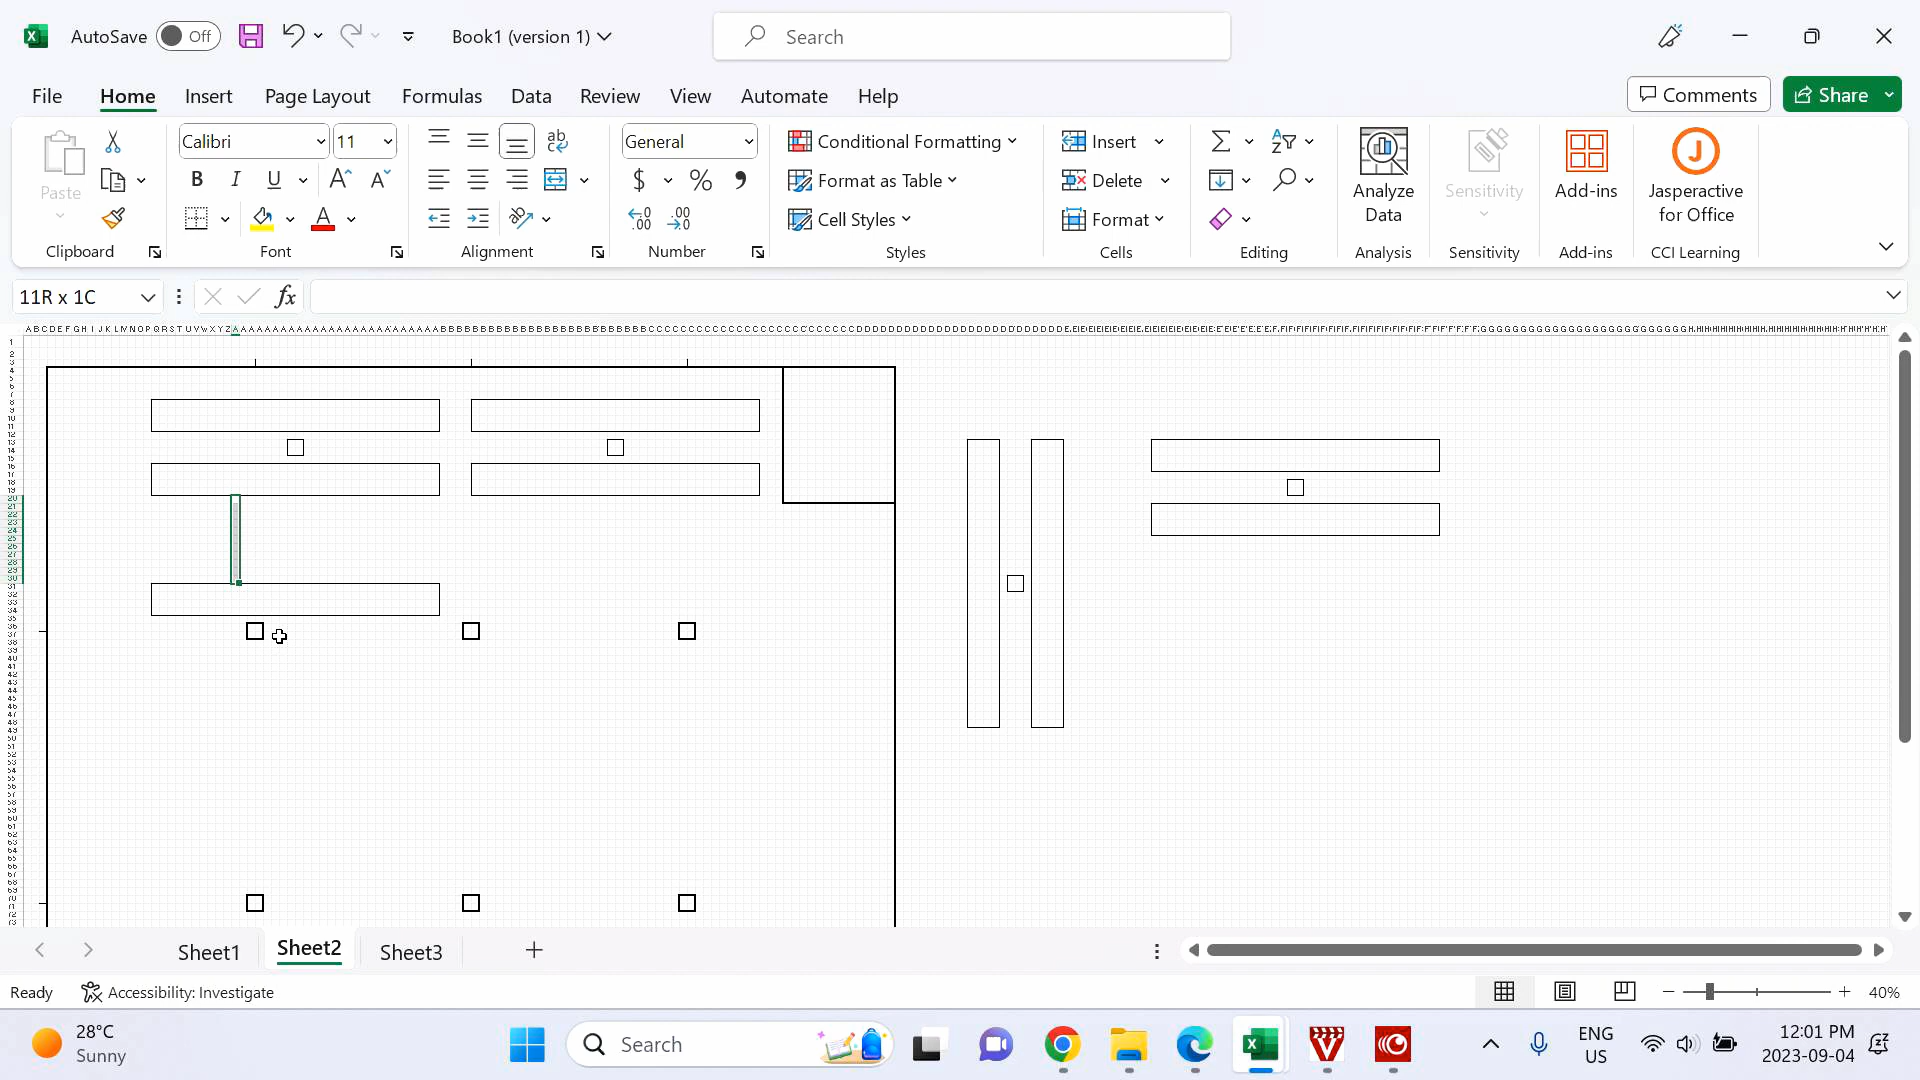 AutoSave Off Book1 (version 1) Search
File Home Insert Page Layout Formulas Data Review View Automate Help Comments Share
Paste
Clipboard
Calibri 11
B I U A A
A
Font
ab
Alignment
General
$ % 9
.00
Number
Conditional Formatting
Format as Table
Cell Styles
Styles
Insert
Delete
Format
Cells
Editing
Analyze
Data
Analysis
Sensitivity
Sensitivity
Add-ins
Add-ins
Jasperactive
for Office
CCI Learning
11R x 1C fx
Sheet1 Sheet2 Sheet3
Ready Accessibility: Investigate 40%
28°C
Sunny
Search
ENG
US
12:01 PM
2023-09-04